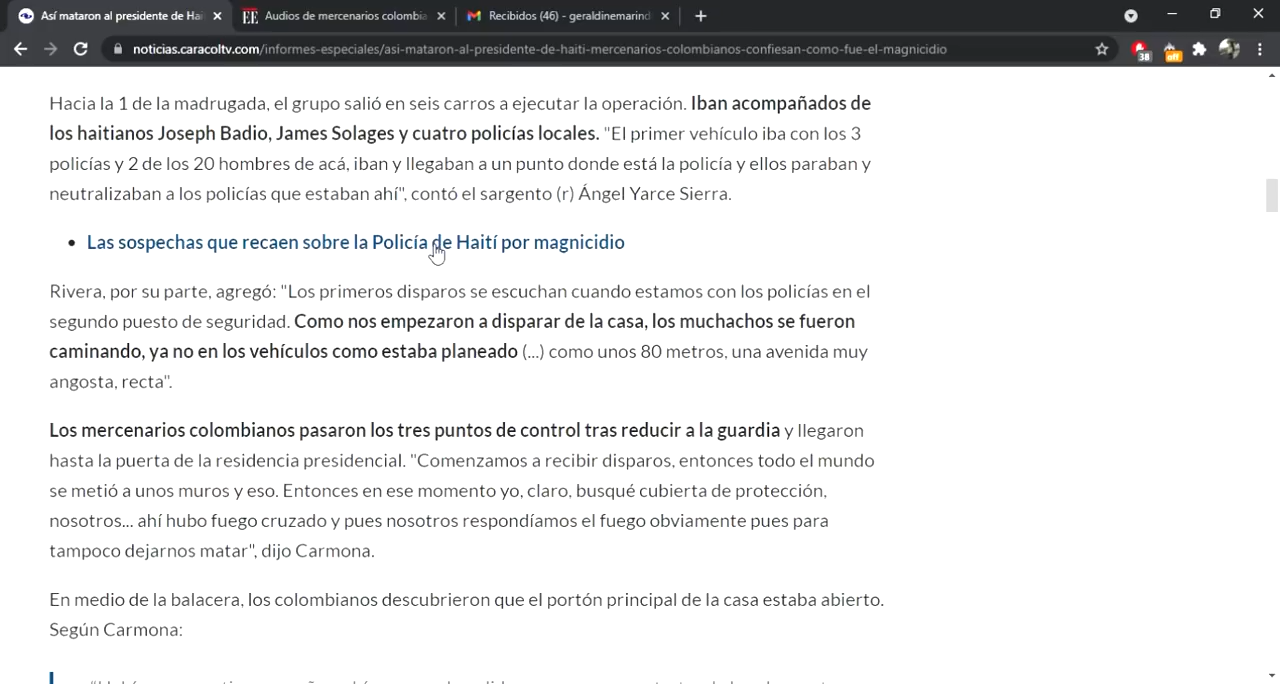 Así mataron al presidente de Hai
Audios de mercenarios colombia
Recibidos (46) - geraldinemarind
noticias.caracoltv.com/informes-especiales/asi-mataron-al-presidente-de-haiti-mercenarios-colombianos-confiesan-como-fue-el-magnicidio
38
off
Hacia la 1 de la madrugada, el grupo salió en seis carros a ejecutar la operación. Iban acompañados de
los haitianos Joseph Badio, James Solages y cuatro policías locales. "El primer vehículo iba con los 3
policías y 2 de los 20 hombres de acá, iban y llegaban a un punto donde está la policía y ellos paraban y
neutralizaban a los policías que estaban ahí", contó el sargento (r) Ángel Yarce Sierra.
• Las sospechas que recaen sobre la Policía de Haití por magnicidio
Rivera, por su parte, agregó: "Los primeros disparos se escuchan cuando estamos con los policías en el
segundo puesto de seguridad. Como nos empezaron a disparar de la casa, los muchachos se fueron
caminando, ya no en los vehículos como estaba planeado (...) como unos 80 metros, una avenida muy
angosta, recta".
Los mercenarios colombianos pasaron los tres puntos de control tras reducir a la guardia y llegaron
hasta la puerta de la residencia presidencial. "Comenzamos a recibir disparos, entonces todo el mundo
se metió a unos muros y eso. Entonces en ese momento yo, claro, busqué cubierta de protección,
nosotros... ahí hubo fuego cruzado y pues nosotros respondíamos el fuego obviamente pues para
tampoco dejarnos matar", dijo Carmona.
En medio de la balacera, los colombianos descubrieron que el portón principal de la casa estaba abierto.
Según Carmona: